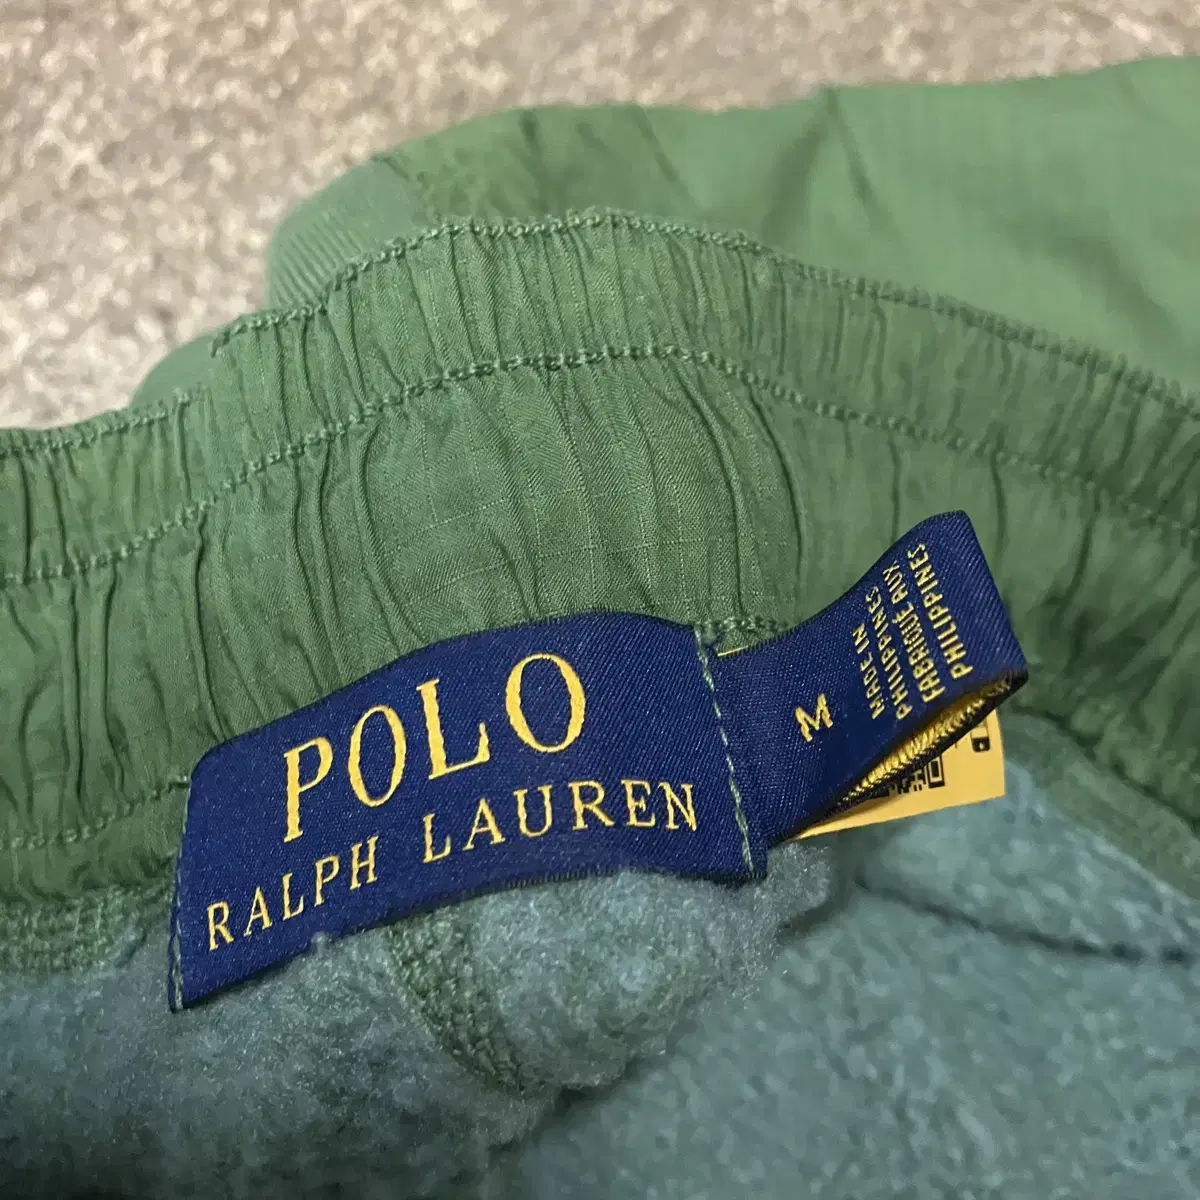 POLO
RALPH LAUREN
M
MADE IN
PHILIPPINES
FABRIQUÉ AUX
PHILIPPINES